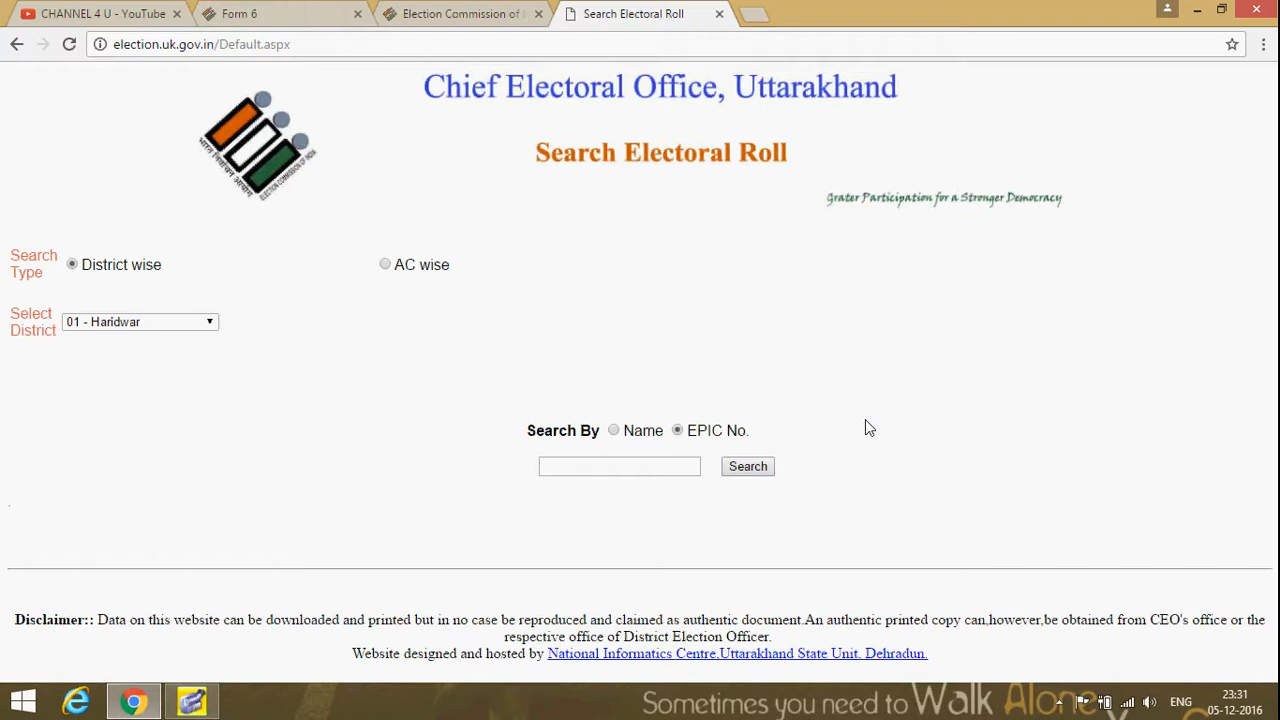 CHANNEL 4 U - YouTube
Form 6
Election Commission of
Search Electoral Roll
election.uk.gov.in/Default.aspx
Chief Electoral Office, Uttarakhand
Search Electoral Roll
Grater Participation for a Stronger Democracy
ELECTION COMMISSION OF INDIA
Search Type
District wise
AC wise
Select District
01 - Haridwar
Search By Name EPIC No.
Search
Disclaimer:: Data on this website can be downloaded and printed but in no case be reproduced and claimed as authentic document.An authentic printed copy can,however,be obtained from CEO's office or the
respective office of District Election Officer.
Website designed and hosted by National Informatics Centre,Uttarakhand State Unit, Dehradun.
Sometimes you need to Walk Alone
ENG
23:31
05-12-2016